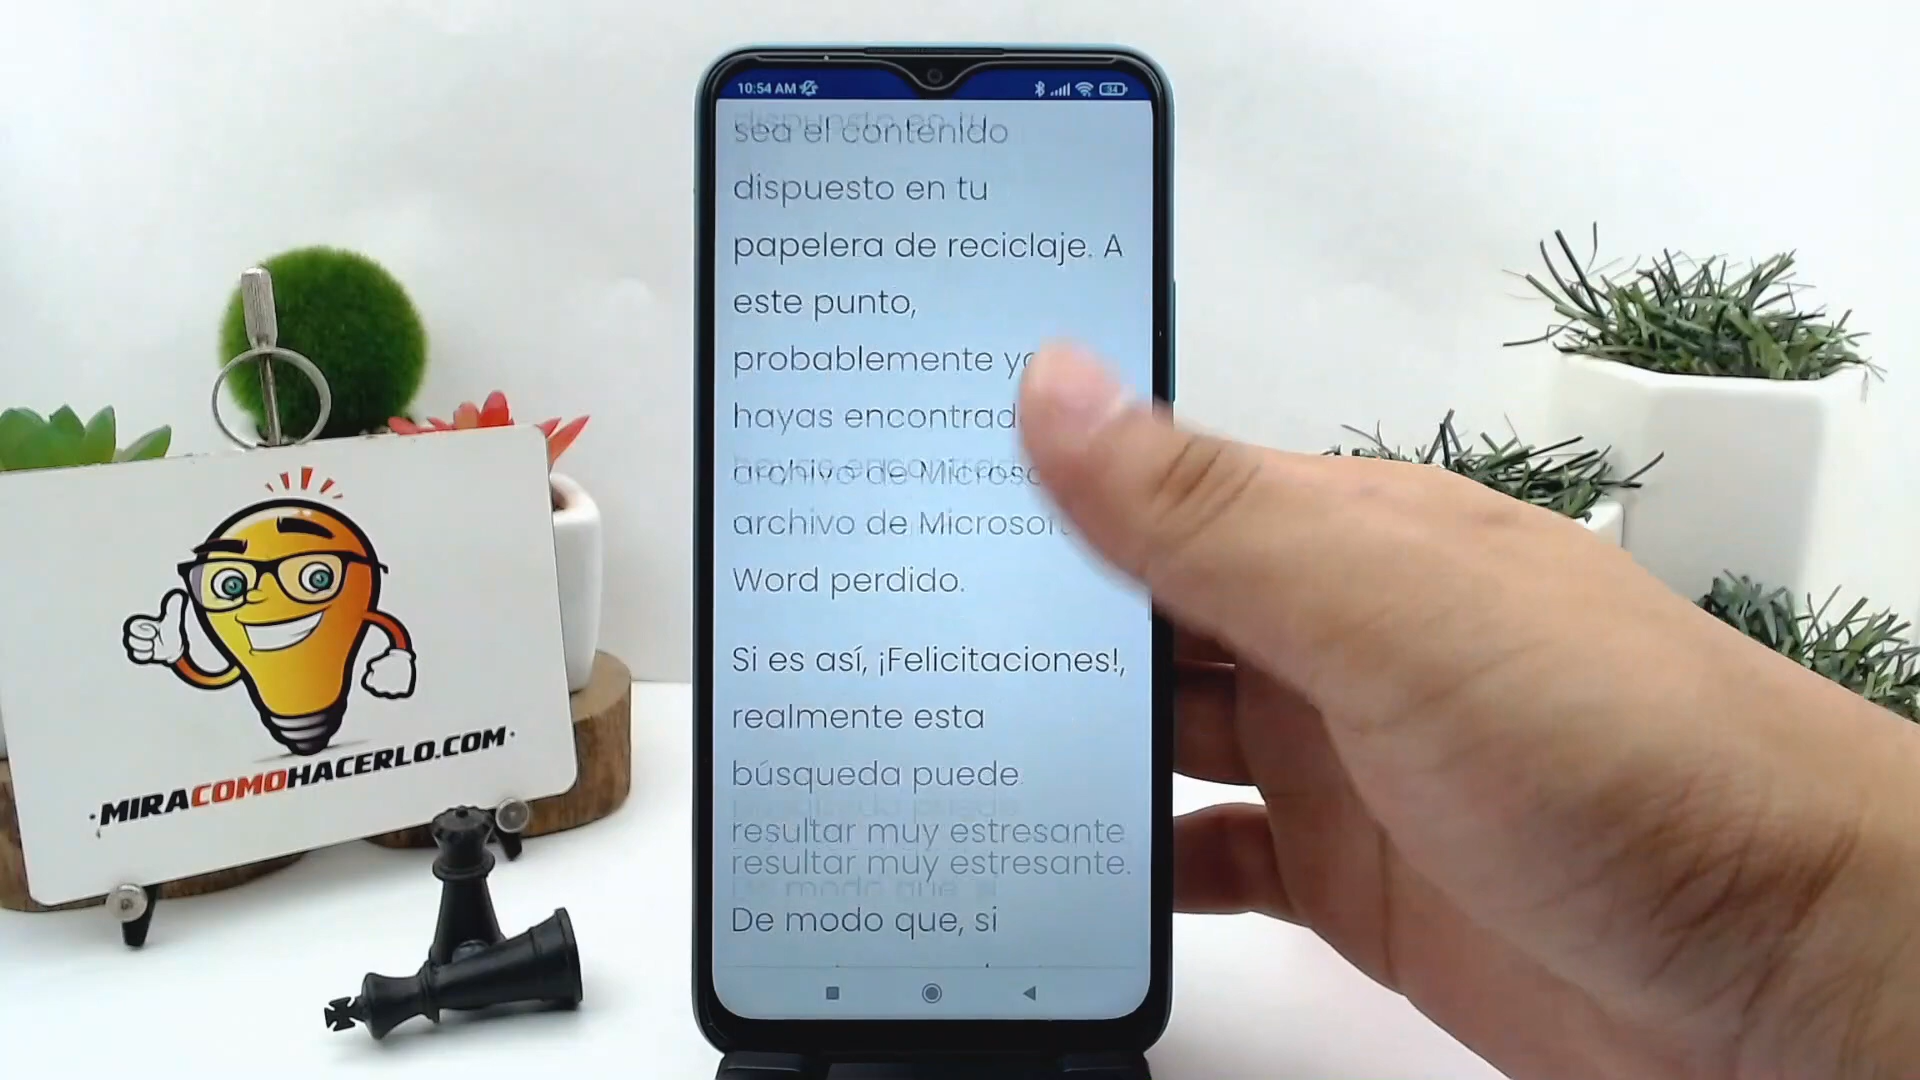 10:54 AM
34
sea el contenido
dispuesto en tu
papelera de reciclaje. A
este punto,
probablemente
hayas
archivo de Microsoft
Word perdido.
Si es así, ¡Felicitaciones!,
realmente esta
búsqueda puede
resultar muy estresante
resultar muy estresante.
De modo que, si
·MIRACOMOHACERLO.COM·